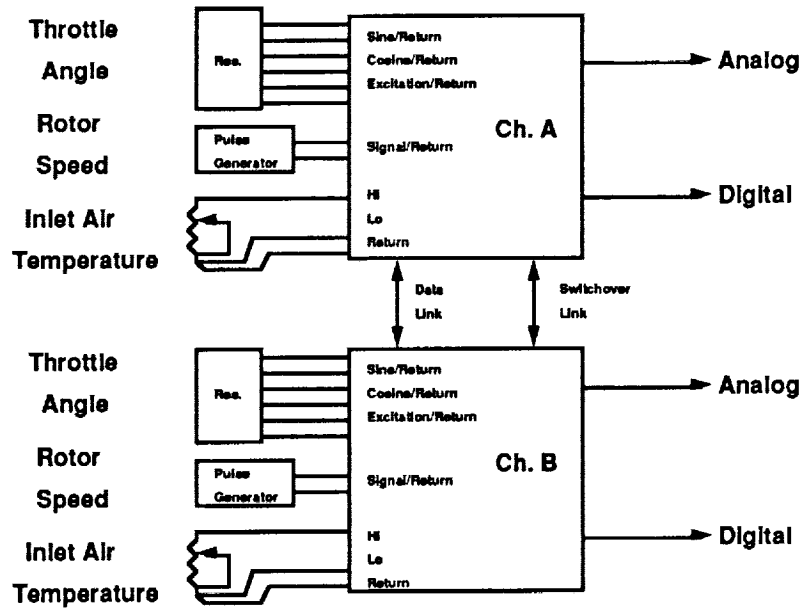 Throttle
Angle
Res.
Sine/Return
Cosine/Return
Excitation/Return
Analog
Rotor
Speed
Pulse
Generator
Signal/Return
Ch. A
Inlet Air
Temperature
Hi
Lo
Return
Digital
Data
Link
Switchover
Link
Throttle
Angle
Res.
Sine/Return
Cosine/Return
Excitation/Return
Analog
Rotor
Speed
Pulse
Generator
Signal/Return
Ch. B
Inlet Air
Temperature
Hi
Lo
Return
Digital